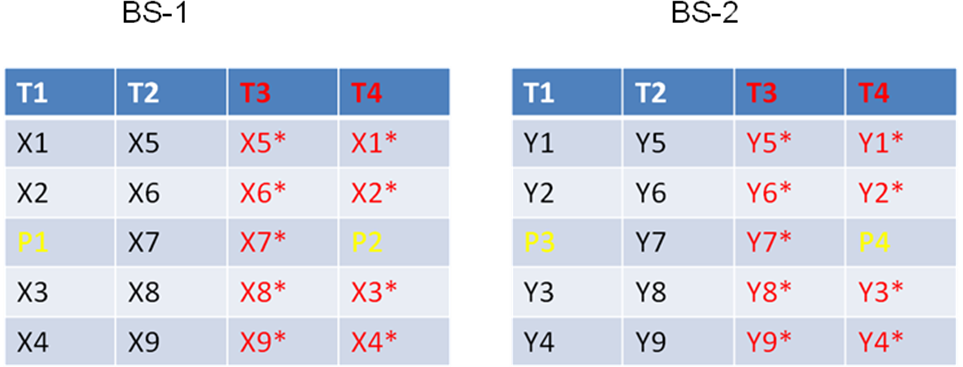 BS-1 BS-2
T1 T2 T3 T4 T1 T2 T3 T4
X1 X5 X5* X1* Y1 Y5 Y5* Y1*
X2 X6 X6* X2* Y2 Y6 Y6* Y2*
P1 X7 X7* P2 P3 Y7 Y7* P4
X3 X8 X8* X3* Y3 Y8 Y8* Y3*
X4 X9 X9* X4* Y4 Y9 Y9* Y4*